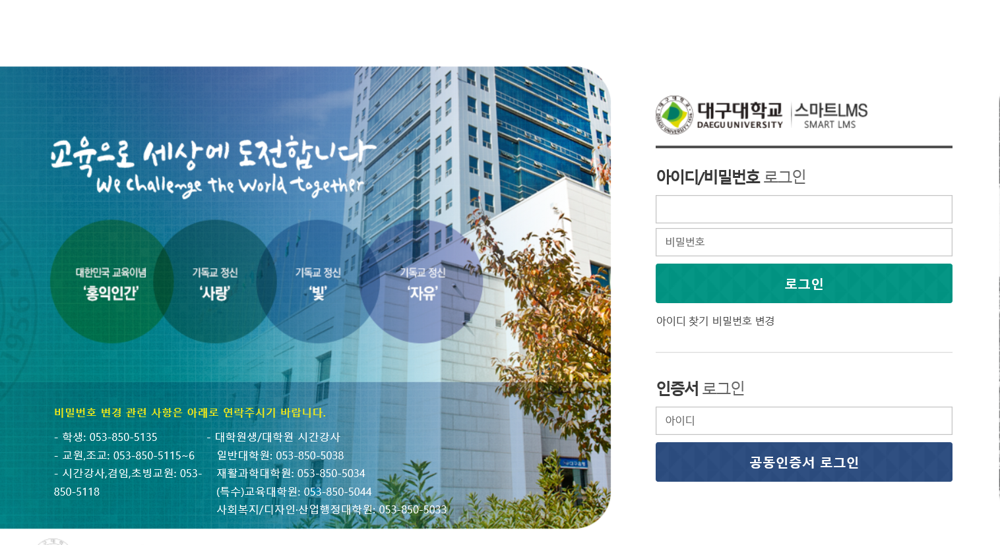 교육으로 세상에 도전합니다
We Challenge the World together
대한민국 교육이념
‘홍익인간’
기독교 정신
‘사랑’
기독교 정신
‘빛’
기독교 정신
‘자유’
1956
비밀번호 변경 관련 사항은 아래로 연락주시기 바랍니다.
- 학생: 053-850-5135
- 교원,조교: 053-850-5115~6
- 시간강사,겸임,초빙교원: 053-
850-5118
- 대학원생/대학원 시간강사
일반대학원: 053-850-5038
재활과학대학원: 053-850-5034
(특수)교육대학원: 053-850-5044
사회복지/디자인·산업행정대학원: 053-850-5033
대구대학교
DAEGU UNIVERSITY 1956
대구대학교
DAEGU UNIVERSITY
스마트LMS
SMART LMS
아이디/비밀번호 로그인
비밀번호
로그인
아이디 찾기 비밀번호 변경
인증서 로그인
아이디
공동인증서 로그인